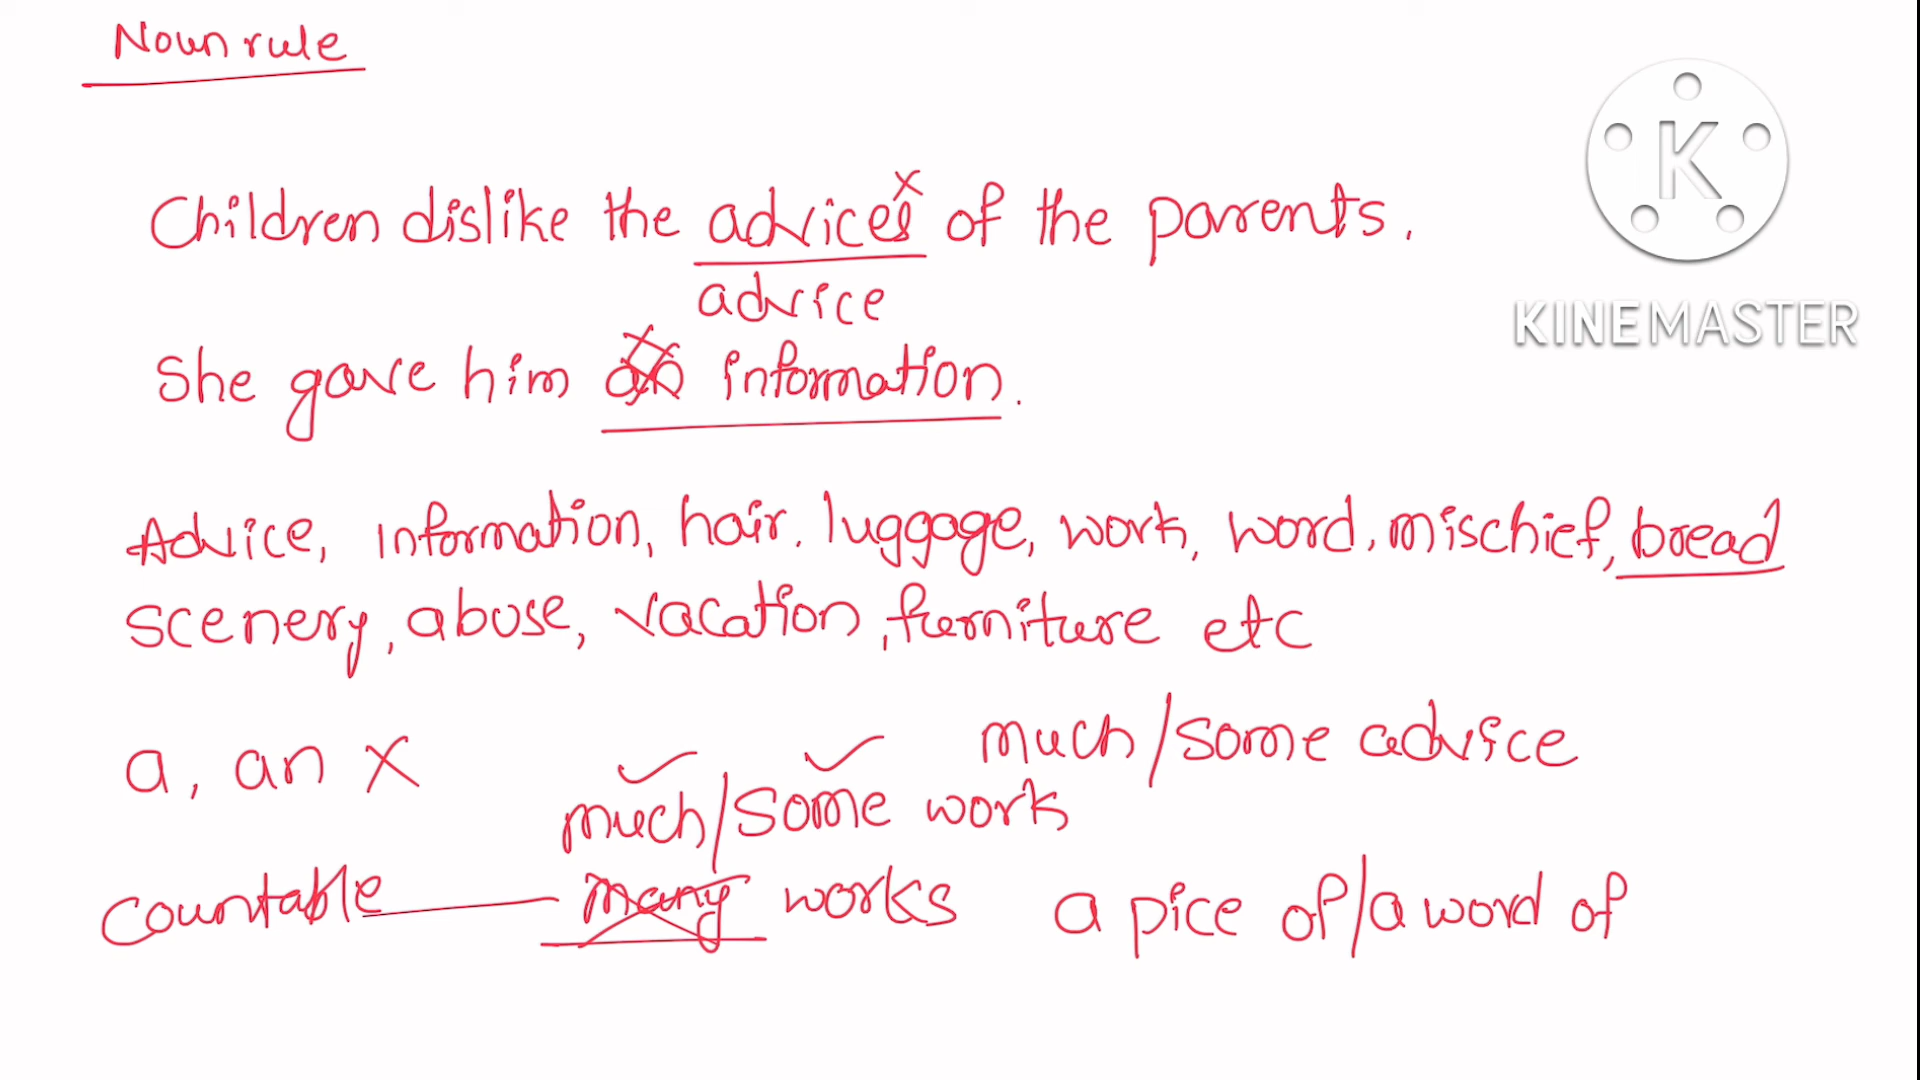 Noun rule
Children dislike the advices x of the parents.
advice
She gave him an information.
Advice, information, hair, luggage, work, word, mischief, bread
scenery, abuse, vacation, furniture etc
a, an x
much/some advice
much/some work
countable many works
a pice of/a word of
K
KINEMASTER